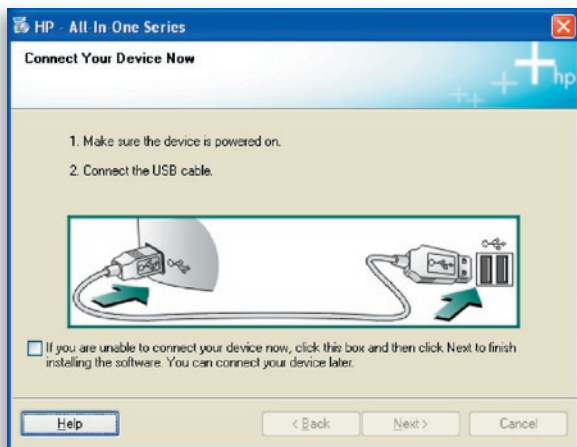 HP - All-In-One Series
Connect Your Device Now
hp
1. Make sure the device is powered on.
2. Connect the USB cable.
If you are unable to connect your device now, click this box and then click Next to finish
installing the software. You can connect your device later.
Help
< Back
Next >
Cancel